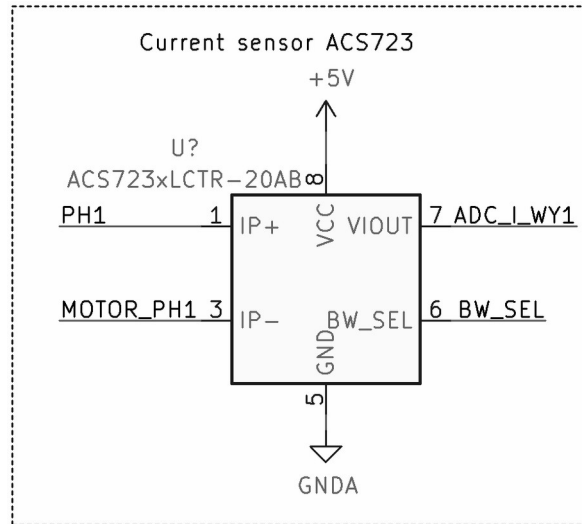 Current sensor ACS723
+5V
U?
ACS723xLCTR-20AB
8
PH1 1 IP+ VCC VIOUT 7 ADC_I_WY1
MOTOR_PH1 3 IP- GND BW_SEL 6 BW_SEL
5
GNDA